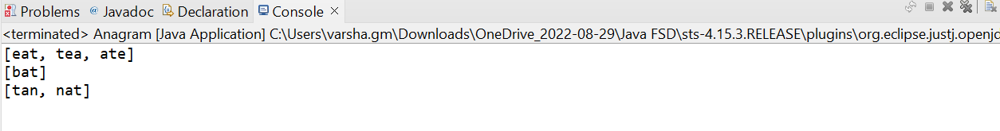 Problems @ Javadoc Declaration Console
<terminated> Anagram [Java Application] C:\Users\varsha.gm\Downloads\OneDrive_2022-08-29\Java FSD\sts-4.15.3.RELEASE\plugins\org.eclipse.justj.openjc
[eat, tea, ate]
[bat]
[tan, nat]